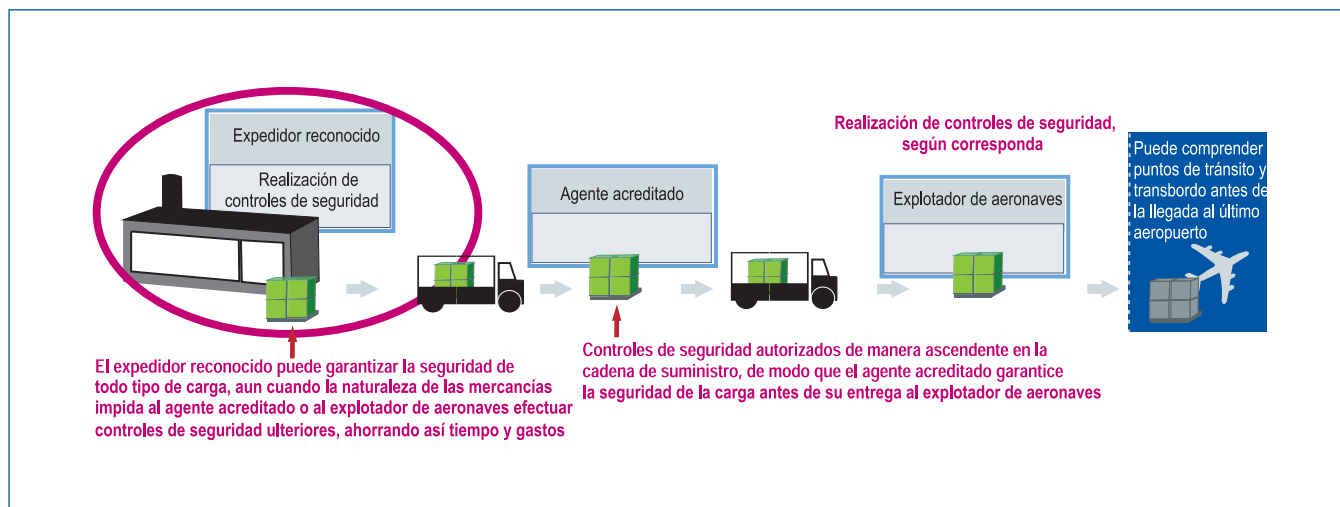 Expedidor reconocido
Realización de
controles de seguridad
Agente acreditado
Realización de controles de seguridad,
según corresponda
Explotador de aeronaves
Puede comprender
puntos de tránsito y
transbordo antes de
la llegada al último
aeropuerto
El expedidor reconocido puede garantizar la seguridad de
todo tipo de carga, aun cuando la naturaleza de las mercancías
impida al agente acreditado o al explotador de aeronaves efectuar
controles de seguridad ulteriores, ahorrando así tiempo y gastos
Controles de seguridad autorizados de manera ascendente en la
cadena de suministro, de modo que el agente acreditado garantice
la seguridad de la carga antes de su entrega al explotador de aeronaves